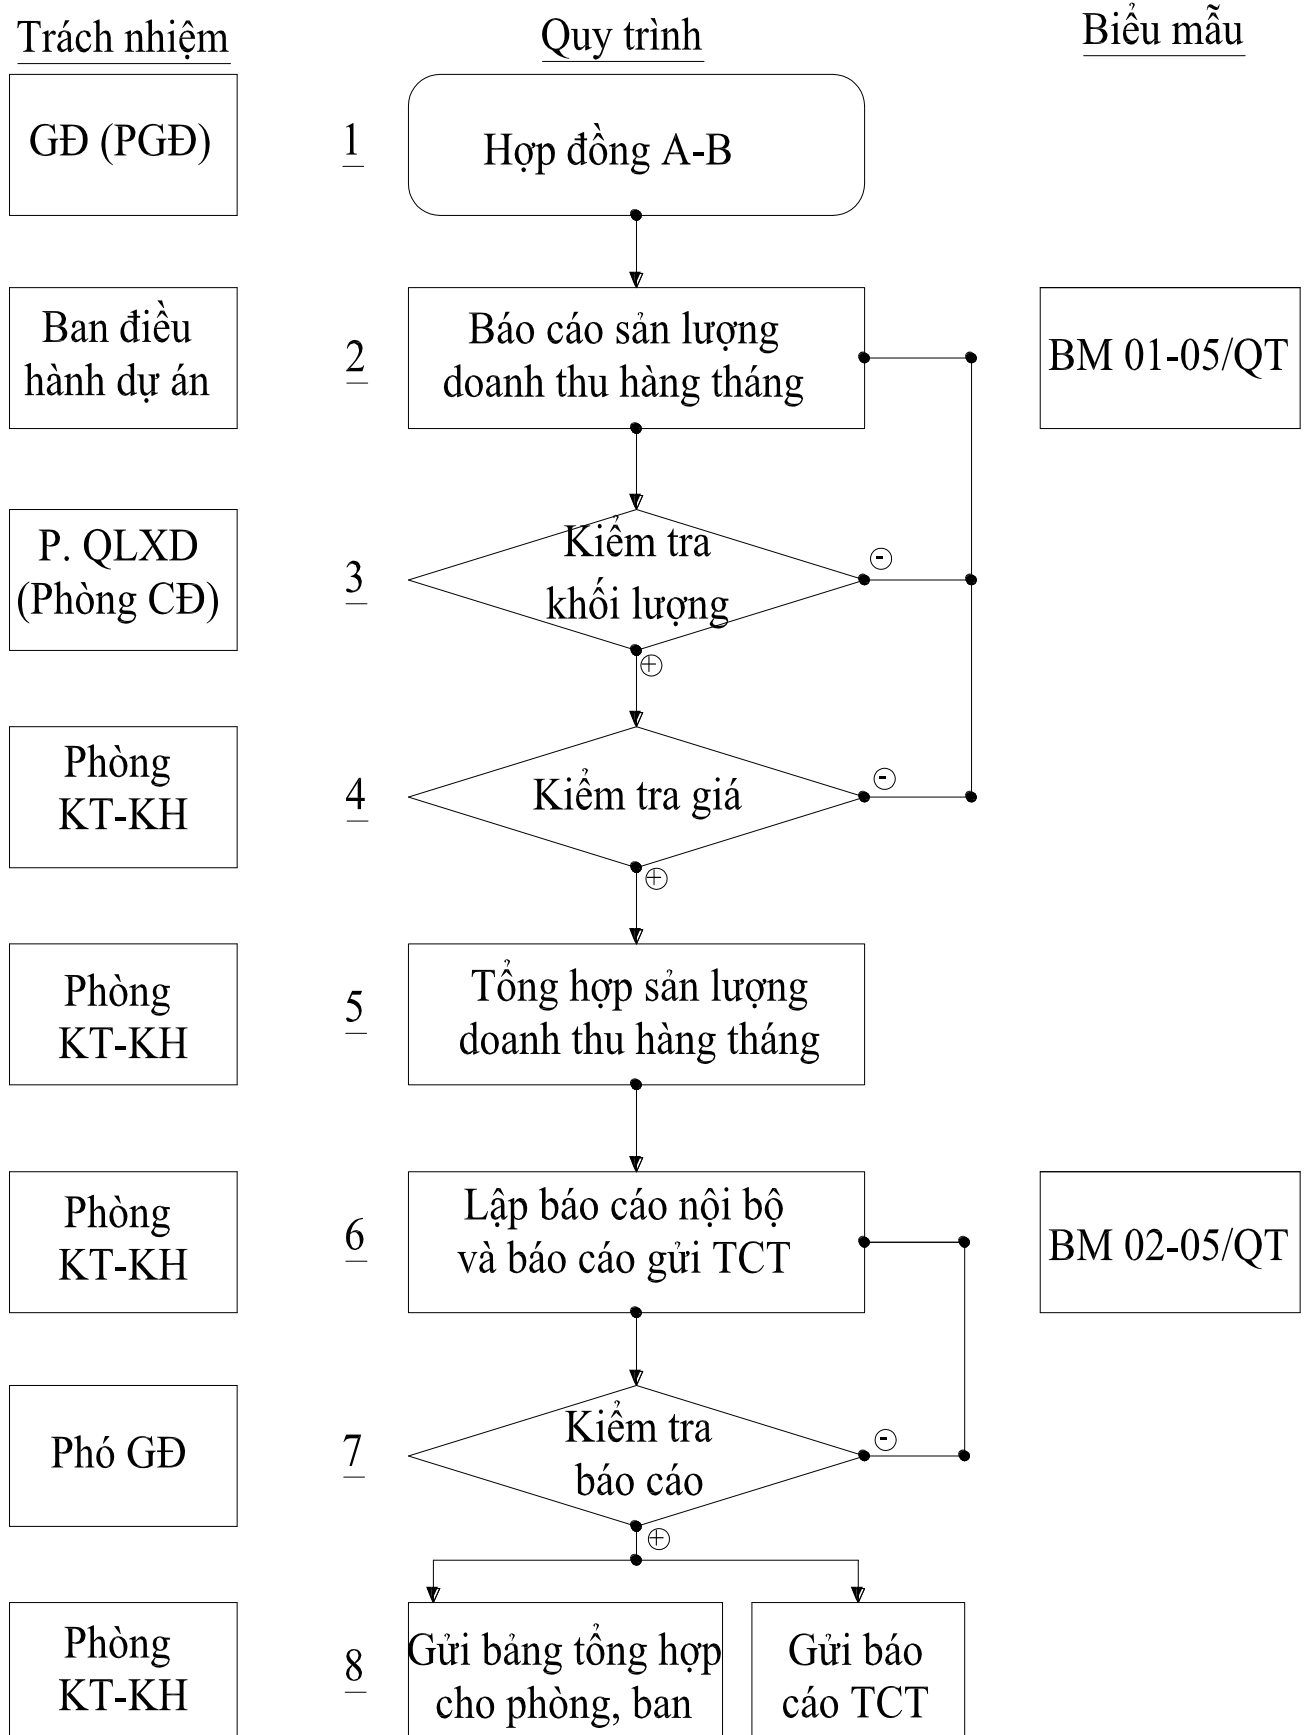 Trách nhiệm
Quy trình
Biểu mẫu
GĐ (PGĐ)
1
Hợp đồng A-B
Ban điều
hành dự án
2
Báo cáo sản lượng
doanh thu hàng tháng
BM 01-05/QT
P. QLXD
(Phòng CĐ)
3
Kiểm tra
khối lượng
-
+
Phòng
KT-KH
4
Kiểm tra giá
-
+
Phòng
KT-KH
5
Tổng hợp sản lượng
doanh thu hàng tháng
Phòng
KT-KH
6
Lập báo cáo nội bộ
và báo cáo gửi TCT
BM 02-05/QT
Phó GĐ
7
Kiểm tra
báo cáo
-
+
Phòng
KT-KH
8
Gửi bảng tổng hợp
cho phòng, ban
Gửi báo
cáo TCT